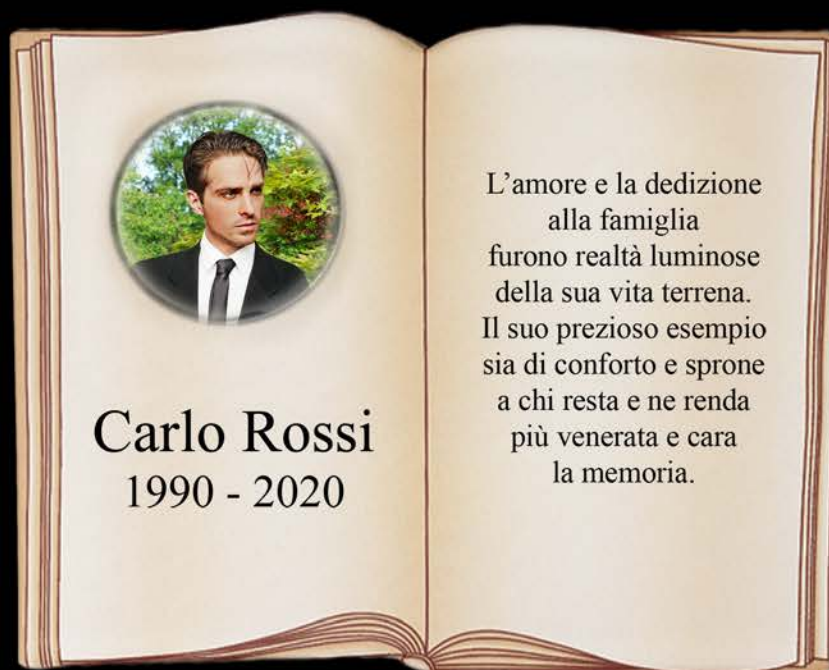 Carlo Rossi
1990 - 2020
L'amore e la dedizione
alla famiglia
furono realtà luminose
della sua vita terrena.
Il suo prezioso esempio
sia di conforto e sprone
a chi resta e ne renda
più venerata e cara
la memoria.